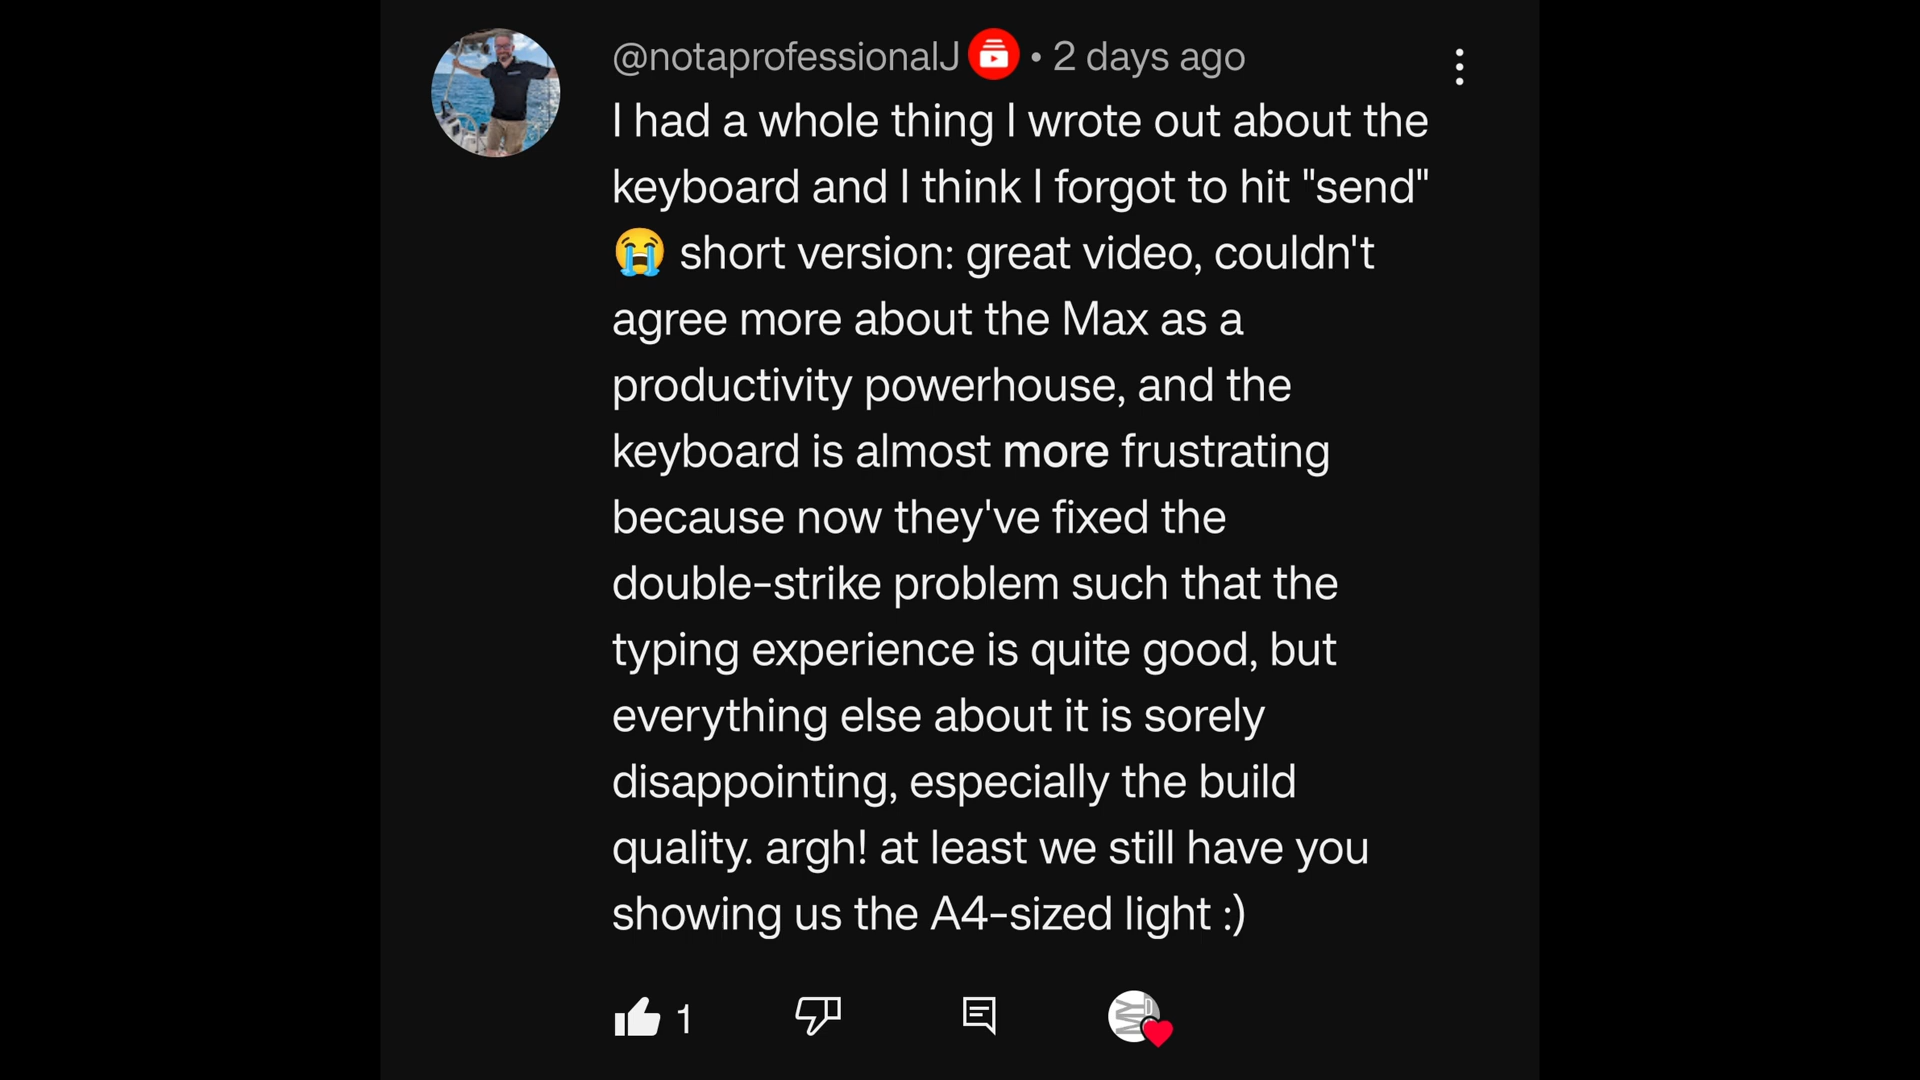 @notaprofessionalJ • 2 days ago
I had a whole thing I wrote out about the
keyboard and I think I forgot to hit "send"
😭 short version: great video, couldn't
agree more about the Max as a
productivity powerhouse, and the
keyboard is almost more frustrating
because now they've fixed the
double-strike problem such that the
typing experience is quite good, but
everything else about it is sorely
disappointing, especially the build
quality. argh! at least we still have you
showing us the A4-sized light :)
1